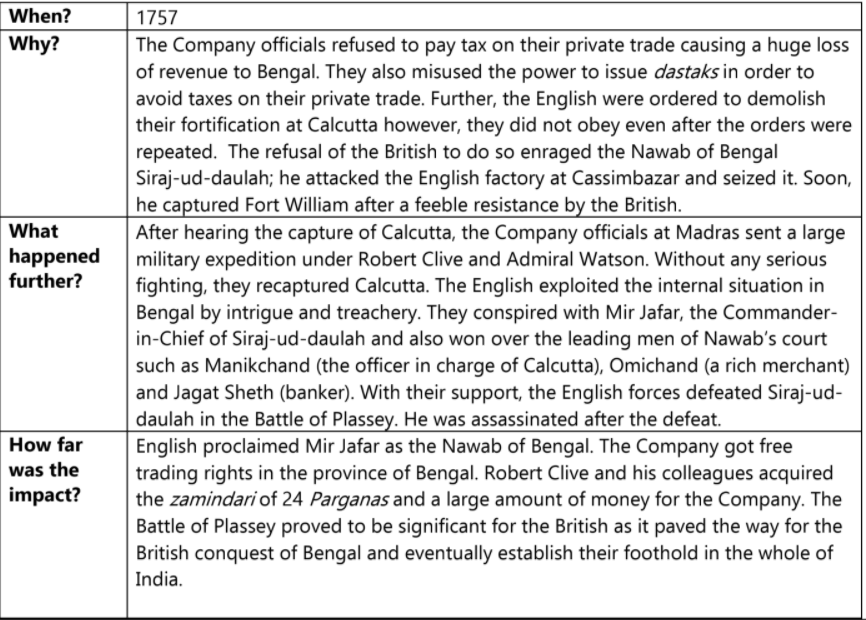 When?
1757
Why?
The Company officials refused to pay tax on their private trade causing a huge loss
of revenue to Bengal. They also misused the power to issue dastaks in order to
avoid taxes on their private trade. Further, the English were ordered to demolish
their fortification at Calcutta however, they did not obey even after the orders were
repeated. The refusal of the British to do so enraged the Nawab of Bengal
Siraj-ud-daulah; he attacked the English factory at Cassimbazar and seized it. Soon,
he captured Fort William after a feeble resistance by the British.
What
happened
further?
After hearing the capture of Calcutta, the Company officials at Madras sent a large
military expedition under Robert Clive and Admiral Watson. Without any serious
fighting, they recaptured Calcutta. The English exploited the internal situation in
Bengal by intrigue and treachery. They conspired with Mir Jafar, the Commander-
in-Chief of Siraj-ud-daulah and also won over the leading men of Nawab's court
such as Manikchand (the officer in charge of Calcutta), Omichand (a rich merchant)
and Jagat Sheth (banker). With their support, the English forces defeated Siraj-ud-
daulah in the Battle of Plassey. He was assassinated after the defeat.
How far
was the
impact?
English proclaimed Mir Jafar as the Nawab of Bengal. The Company got free
trading rights in the province of Bengal. Robert Clive and his colleagues acquired
the zamindari of 24 Parganas and a large amount of money for the Company. The
Battle of Plassey proved to be significant for the British as it paved the way for the
British conquest of Bengal and eventually establish their foothold in the whole of
India.